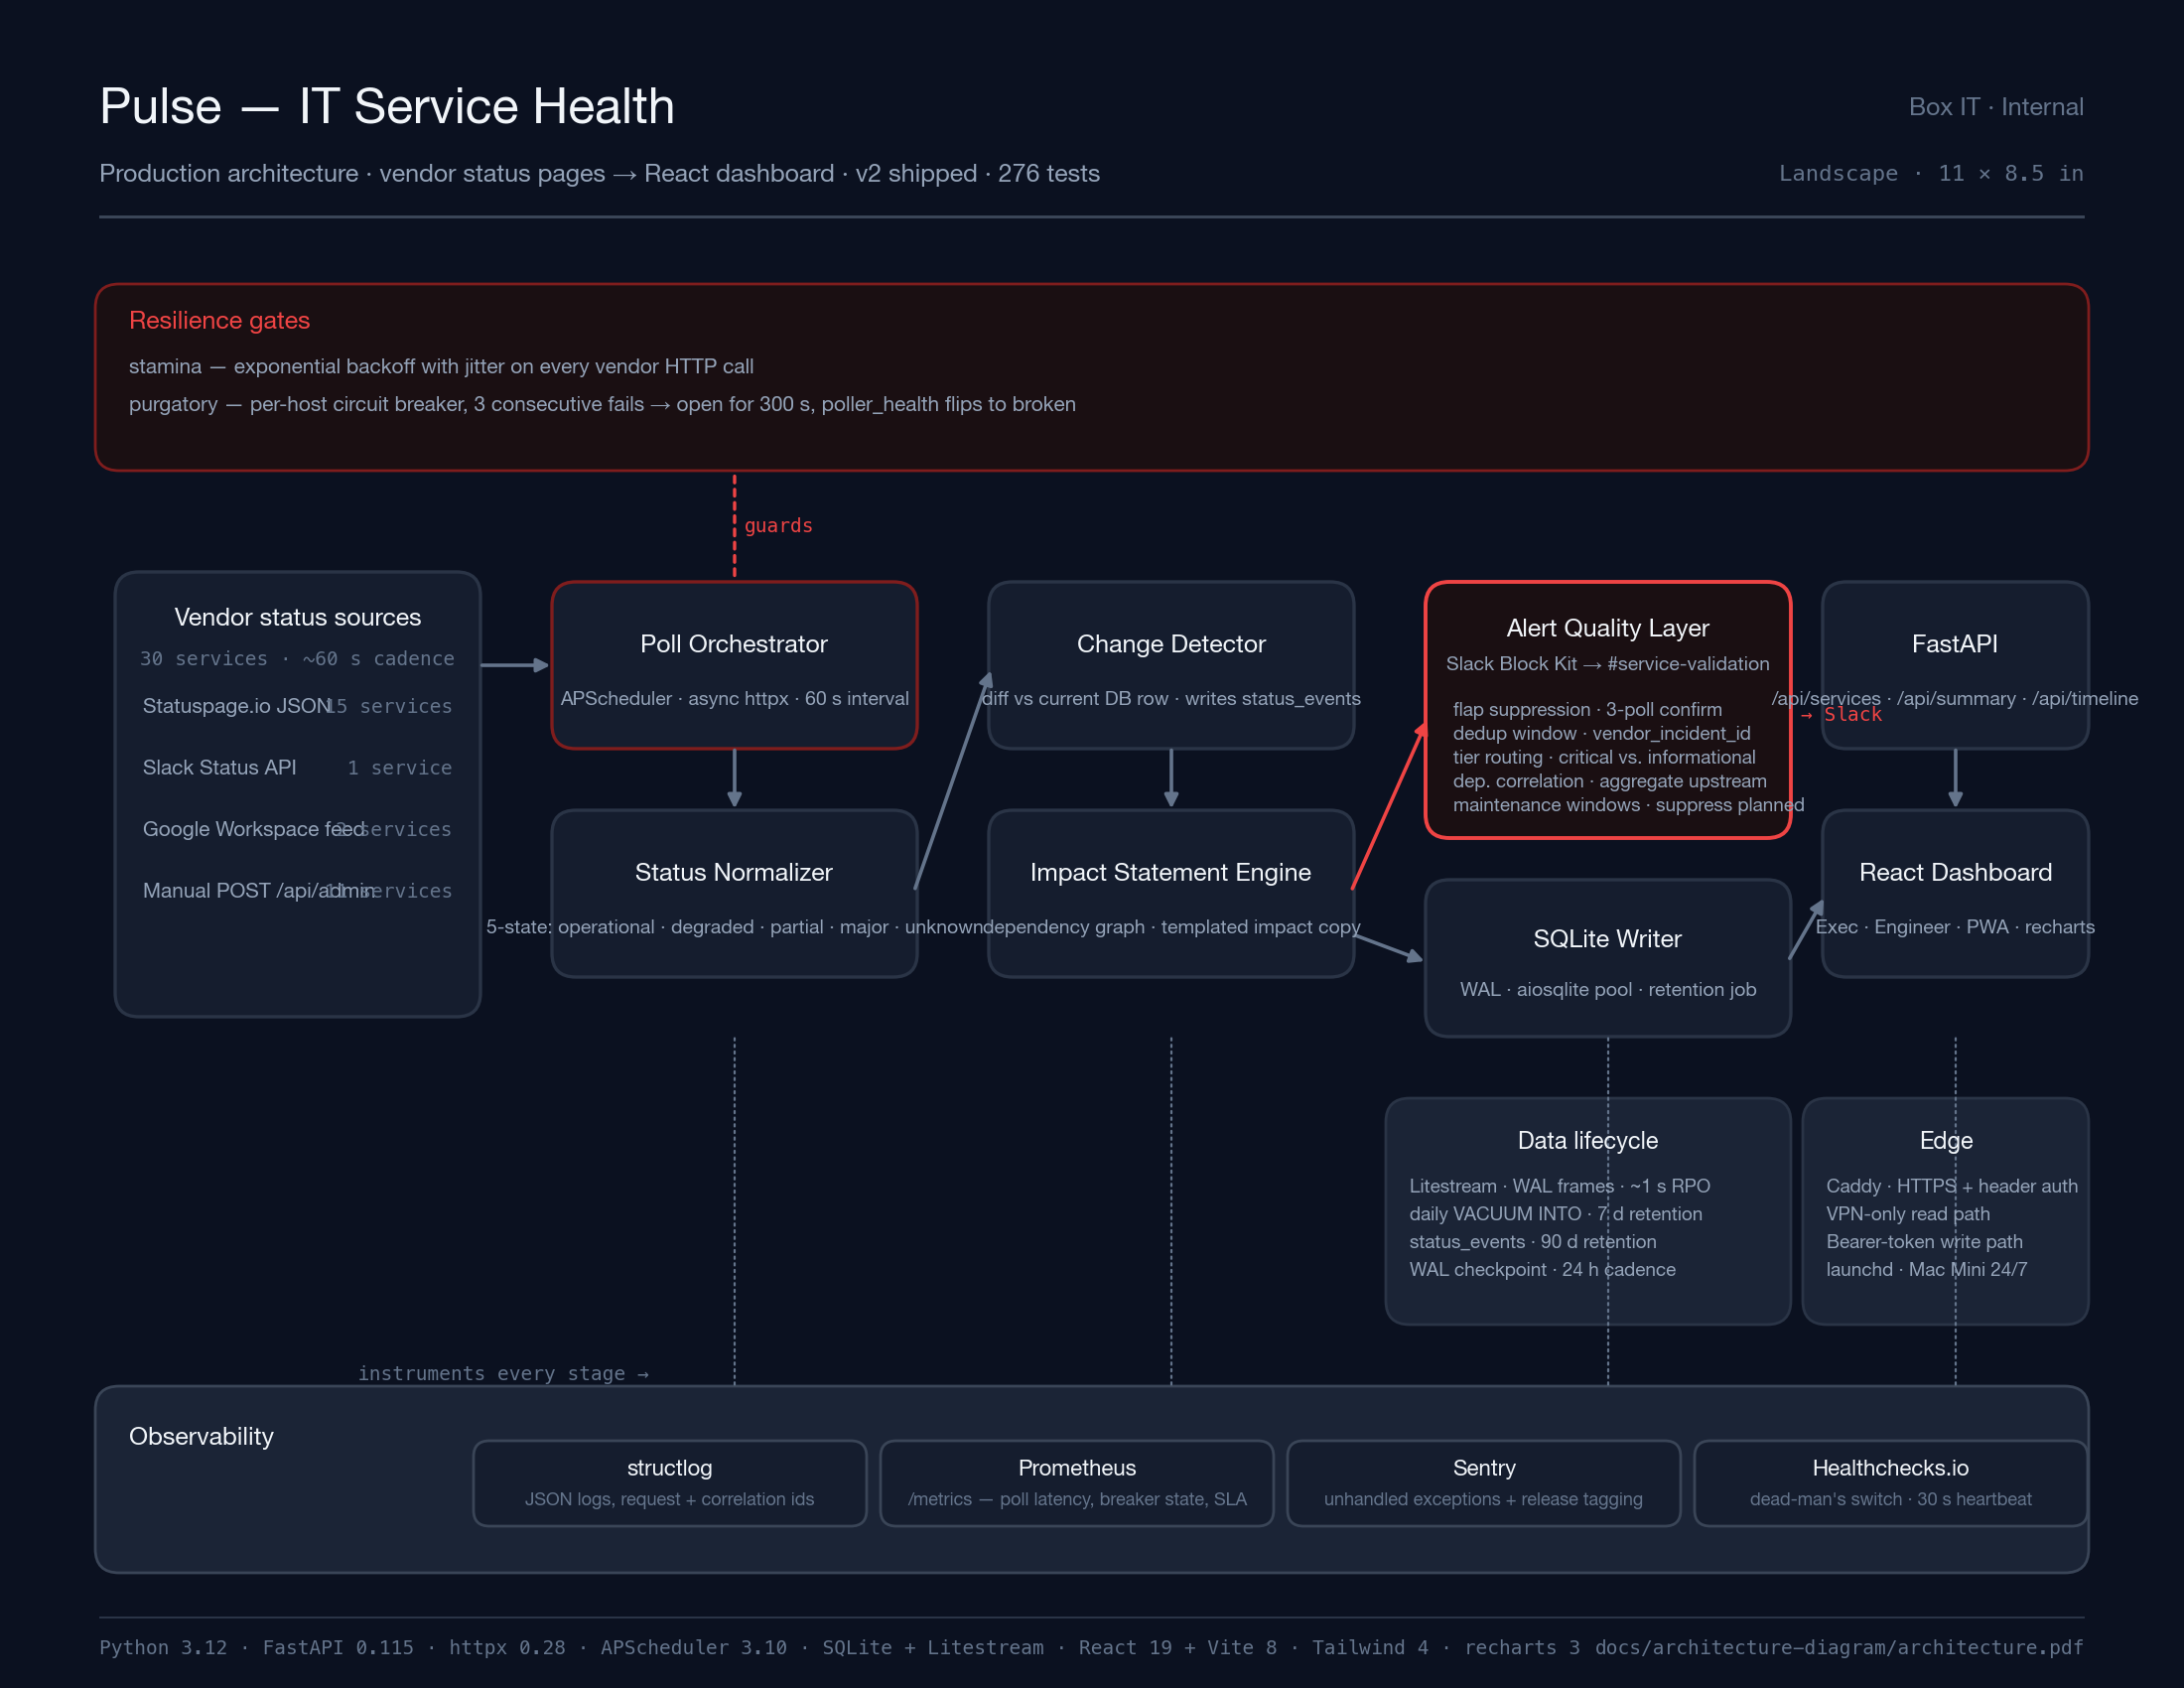 Pulse — IT Service Health
Box IT · Internal
Production architecture · vendor status pages → React dashboard · v2 shipped · 276 tests
Landscape · 11 × 8.5 in
Resilience gates
stamina — exponential backoff with jitter on every vendor HTTP call
purgatory — per-host circuit breaker, 3 consecutive fails → open for 300 s, poller_health flips to broken
guards
Vendor status sources
30 services · ~60 s cadence
Statuspage.io JSON 15 services
Slack Status API 1 service
Google Workspace feed 2 services
Manual POST /api/admin 11 services
Poll Orchestrator
APScheduler · async httpx · 60 s interval
Status Normalizer
5-state: operational · degraded · partial · major · unknown
Change Detector
diff vs current DB row · writes status_events
Impact Statement Engine
dependency graph · templated impact copy
Alert Quality Layer
Slack Block Kit → #service-validation
flap suppression · 3-poll confirm
dedup window · vendor_incident_id
tier routing · critical vs. informational
dep. correlation · aggregate upstream
maintenance windows · suppress planned
→ Slack
SQLite Writer
WAL · aiosqlite pool · retention job
FastAPI
/api/services · /api/summary · /api/timeline
React Dashboard
Exec · Engineer · PWA · recharts
Data lifecycle
Litestream · WAL frames · ~1 s RPO
daily VACUUM INTO · 7 d retention
status_events · 90 d retention
WAL checkpoint · 24 h cadence
Edge
Caddy · HTTPS + header auth
VPN-only read path
Bearer-token write path
launchd · Mac Mini 24/7
instruments every stage →
Observability
structlog
JSON logs, request + correlation ids
Prometheus
/metrics — poll latency, breaker state, SLA
Sentry
unhandled exceptions + release tagging
Healthchecks.io
dead-man's switch · 30 s heartbeat
Python 3.12 · FastAPI 0.115 · httpx 0.28 · APScheduler 3.10 · SQLite + Litestream · React 19 + Vite 8 · Tailwind 4 · recharts 3
docs/architecture-diagram/architecture.pdf